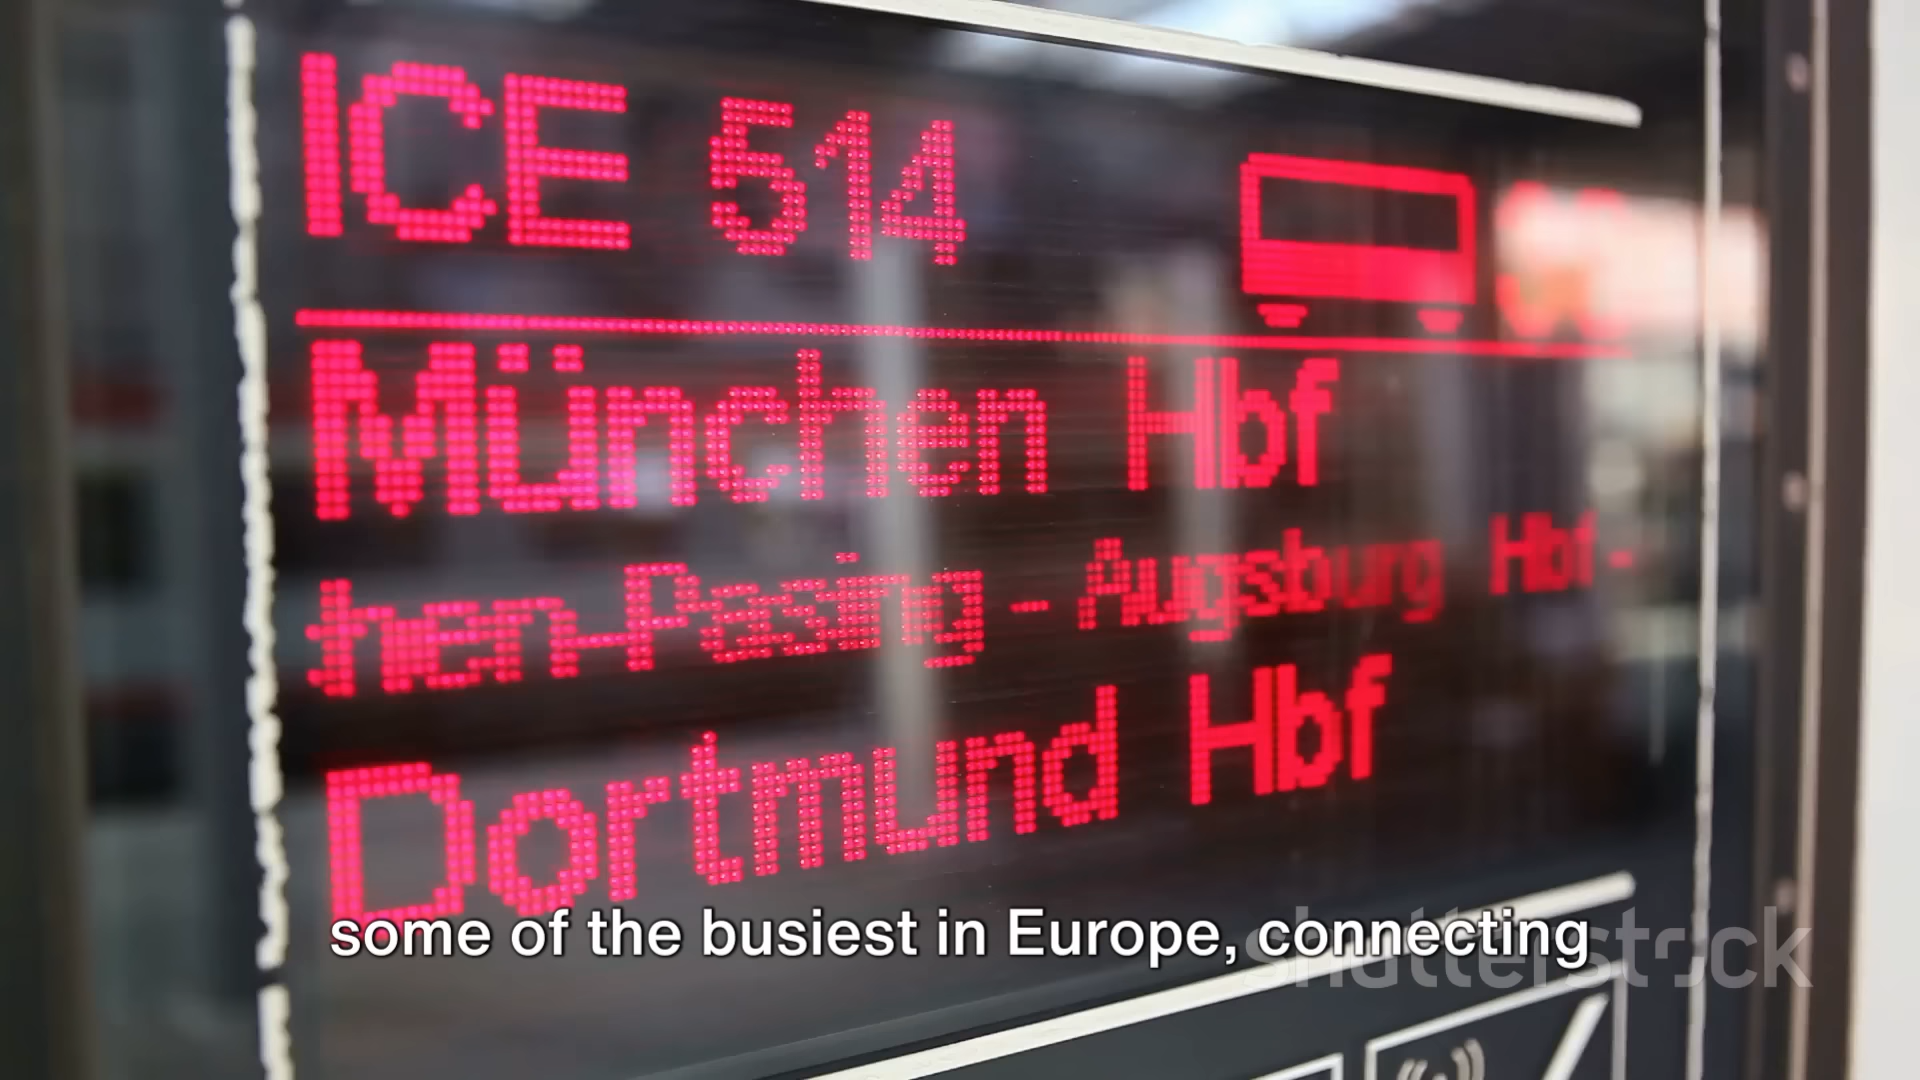 ICE 514
München Hbf
hen-Pasing - Augsburg Hbf -
Dortmund Hbf
some of the busiest in Europe, connecting
shutterstock